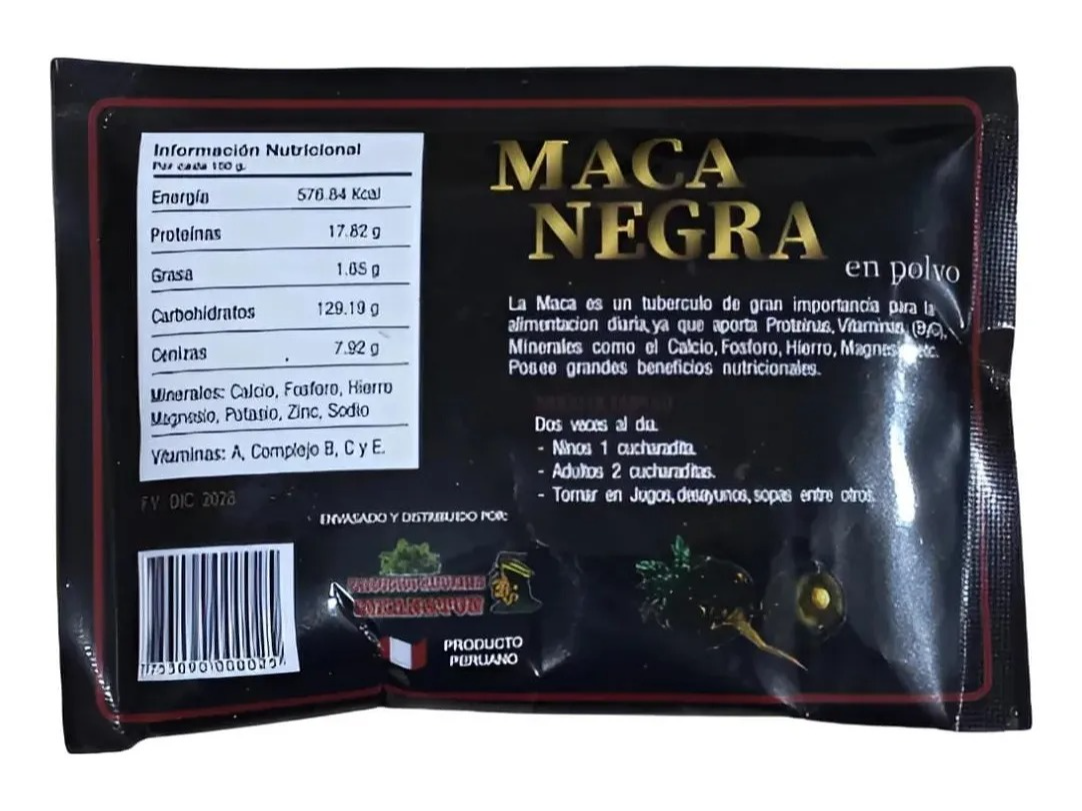 Información Nutricional
Por cada 100 g.
Energía 576.84 Kcal
Proteínas 17.82 g
Grasa 1.65 g
Carbohidratos 129.19 g
Cenizas 7.92 g
Minerales: Calcio, Fosforo, Hierro
Magnesio, Potasio, Zinc, Sodio
Vitaminas: A, Complejo B, C y E.
FV DIC 2028
ENVASADO Y DISTRIBUIDO POR:
PRODUCTO
PERUANO
MACA
NEGRA
en polvo
La Maca es un tuberculo de gran importancia para la
alimentacion diaria, ya que aporta Proteinas, Vitaminas (B,C),
Minerales como el Calcio, Fosforo, Hierro, etc.
Posee grandes beneficios nutricionales.
Dos veces al dia.
- Ninos 1 cucharadita
- Adultos 2 cucharaditas.
- Tomar en Jugos, desayunos, sopas entre otros.